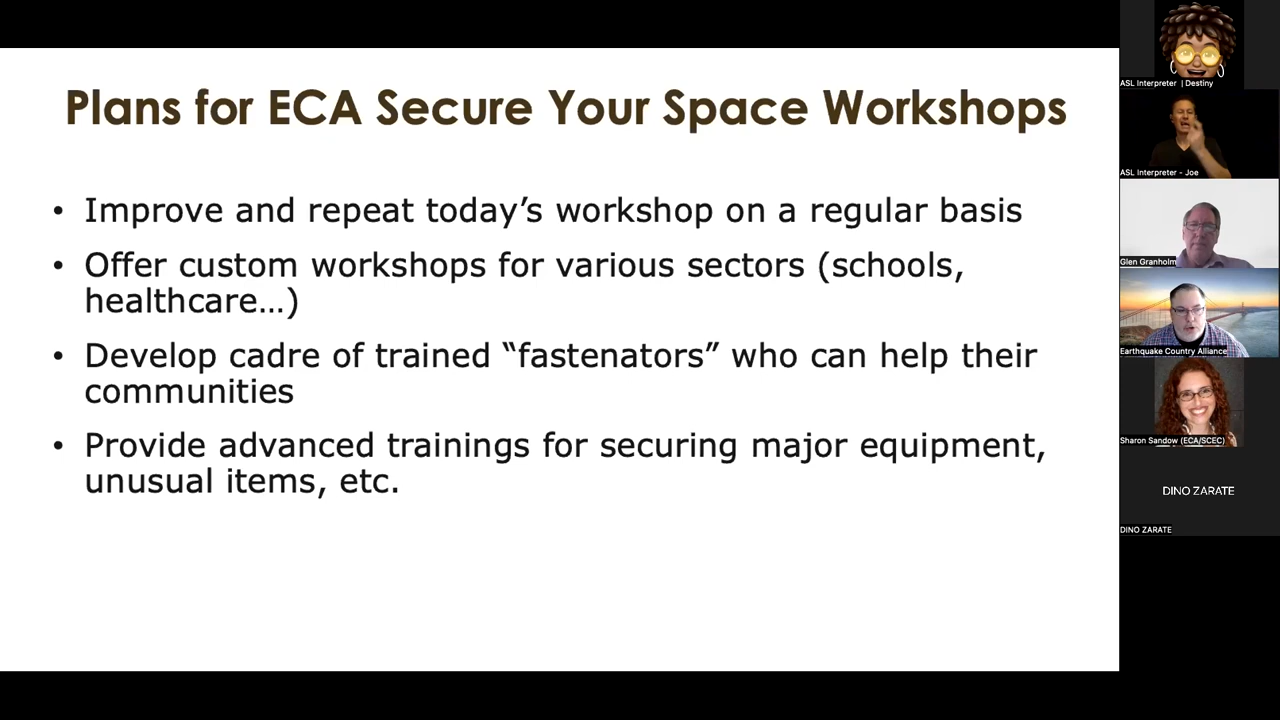 Plans for ECA Secure Your Space Workshops
• Improve and repeat today’s workshop on a regular basis
• Offer custom workshops for various sectors (schools,
healthcare…)
• Develop cadre of trained “fastenators” who can help their
communities
• Provide advanced trainings for securing major equipment,
unusual items, etc.
ASL Interpreter | Destiny
ASL Interpreter - Joe
Glen Granholm
Earthquake Country Alliance
Sharon Sandow (ECA/SCEC)
DINO ZARATE
DINO ZARATE